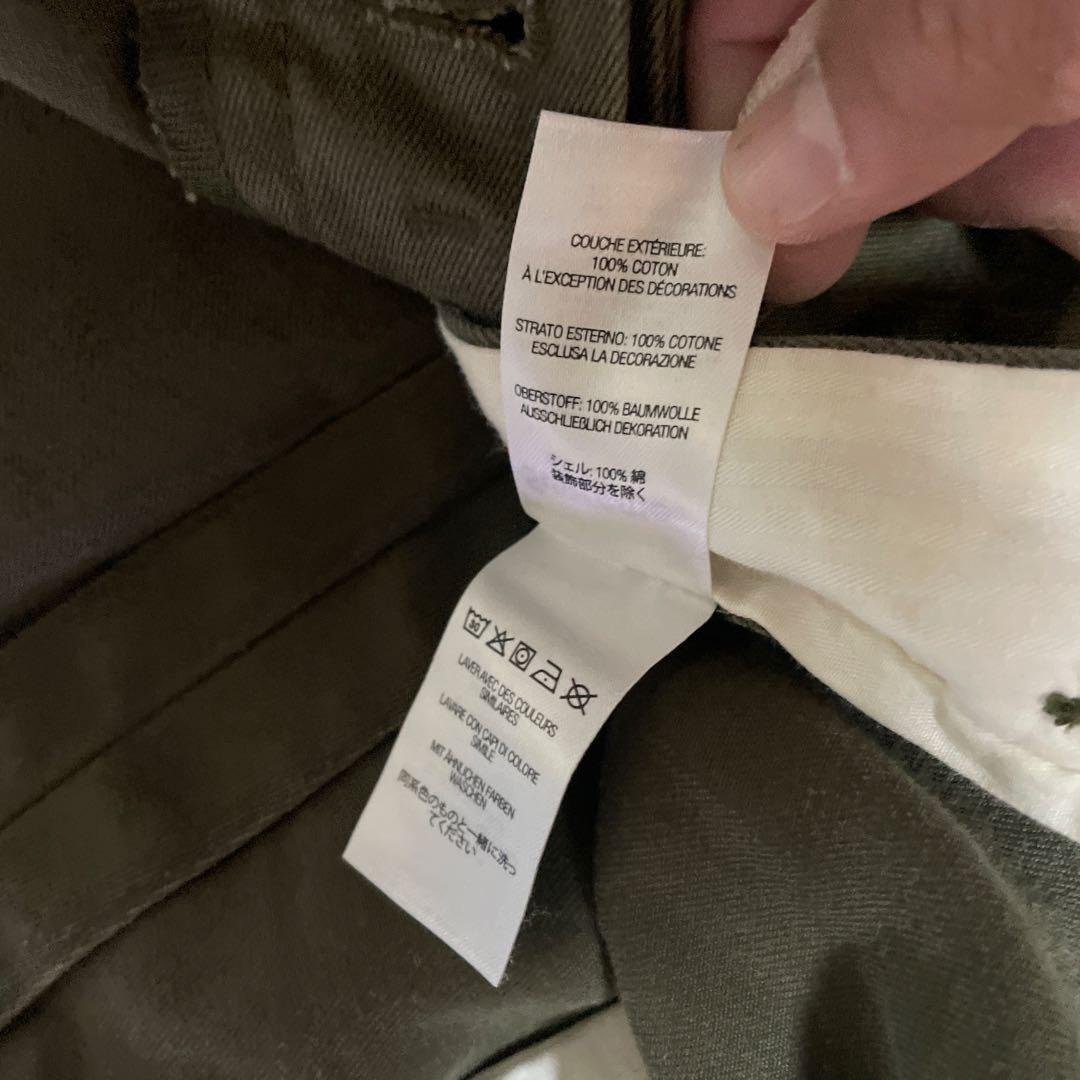 COUCHE EXTÉRIEURE:
100% COTON
À L'EXCEPTION DES DÉCORATIONS
STRATO ESTERNO: 100% COTONE
ESCLUSA LA DECORAZIONE
OBERSTOFF: 100% BAUMWOLLE
AUSSCHLIEßLICH DEKORATION
シェル: 100% 綿
装飾部分を除く
30
LAVER AVEC DES COULEURS
SIMILAIRES
LAVARE CON CAPI DI COLORE
SIMILE
MIT ÄHNLICHEN FARBEN
WASCHEN
同系色のものと一緒に洗っ
てください